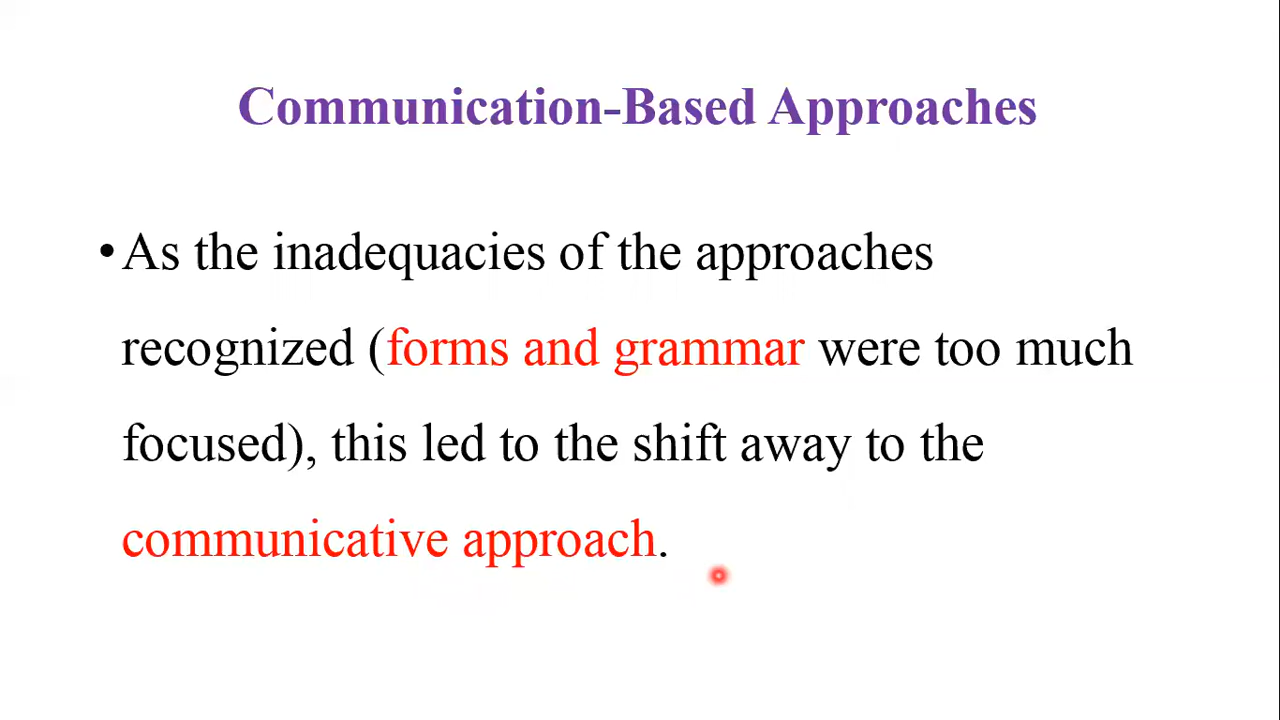 Communication-Based Approaches
•As the inadequacies of the approaches
recognized (forms and grammar were too much
focused), this led to the shift away to the
communicative approach.